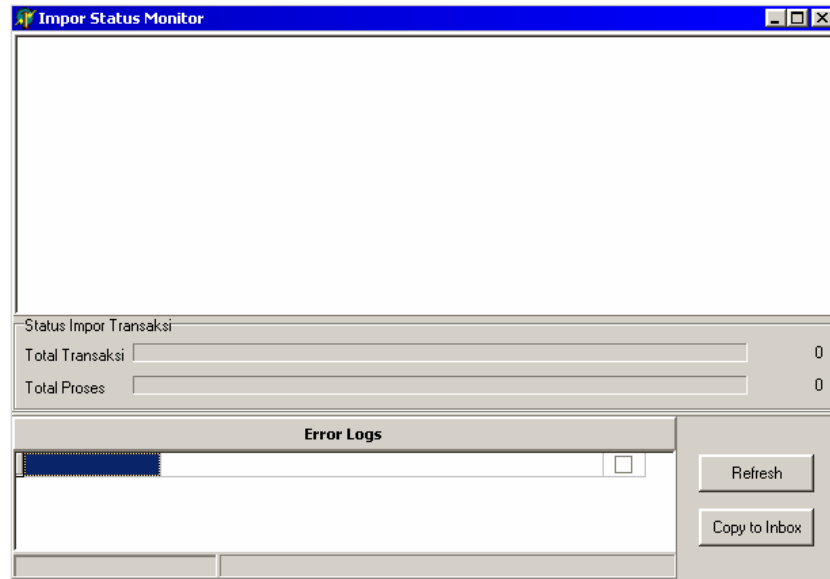 Impor Status Monitor
Status Impor Transaksi
Total Transaksi 0
Total Proses 0
Error Logs
Refresh
Copy to Inbox